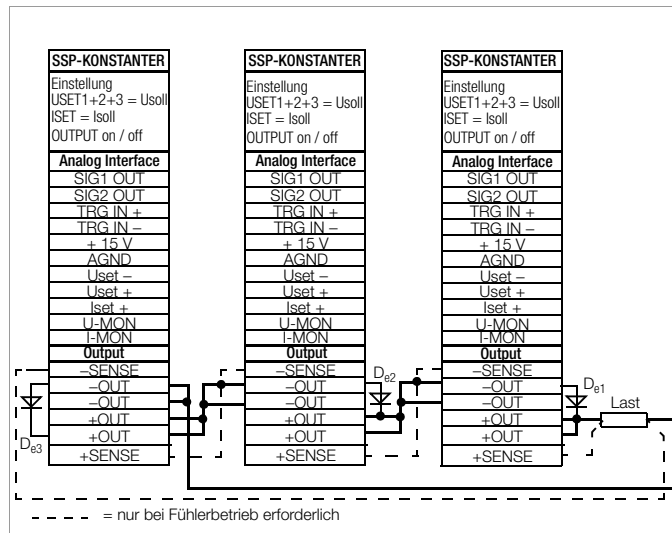 SSP-KONSTANTER
Einstellung
USET1+2+3 = Usoll
ISET = Isoll
OUTPUT on / off
Analog Interface
SIG1 OUT
SIG2 OUT
TRG IN +
TRG IN –
+ 15 V
AGND
Uset –
Uset +
Iset +
U-MON
I-MON
Output
–SENSE
–OUT
–OUT
+OUT
+OUT
+SENSE
De3
SSP-KONSTANTER
Einstellung
USET1+2+3 = Usoll
ISET = Isoll
OUTPUT on / off
Analog Interface
SIG1 OUT
SIG2 OUT
TRG IN +
TRG IN –
+ 15 V
AGND
Uset –
Uset +
Iset +
U-MON
I-MON
Output
–SENSE
–OUT
–OUT
+OUT
+OUT
+SENSE
De2
SSP-KONSTANTER
Einstellung
USET1+2+3 = Usoll
ISET = Isoll
OUTPUT on / off
Analog Interface
SIG1 OUT
SIG2 OUT
TRG IN +
TRG IN –
+ 15 V
AGND
Uset –
Uset +
Iset +
U-MON
I-MON
Output
–SENSE
–OUT
–OUT
+OUT
+OUT
+SENSE
De1
Last
= nur bei Fühlerbetrieb erforderlich